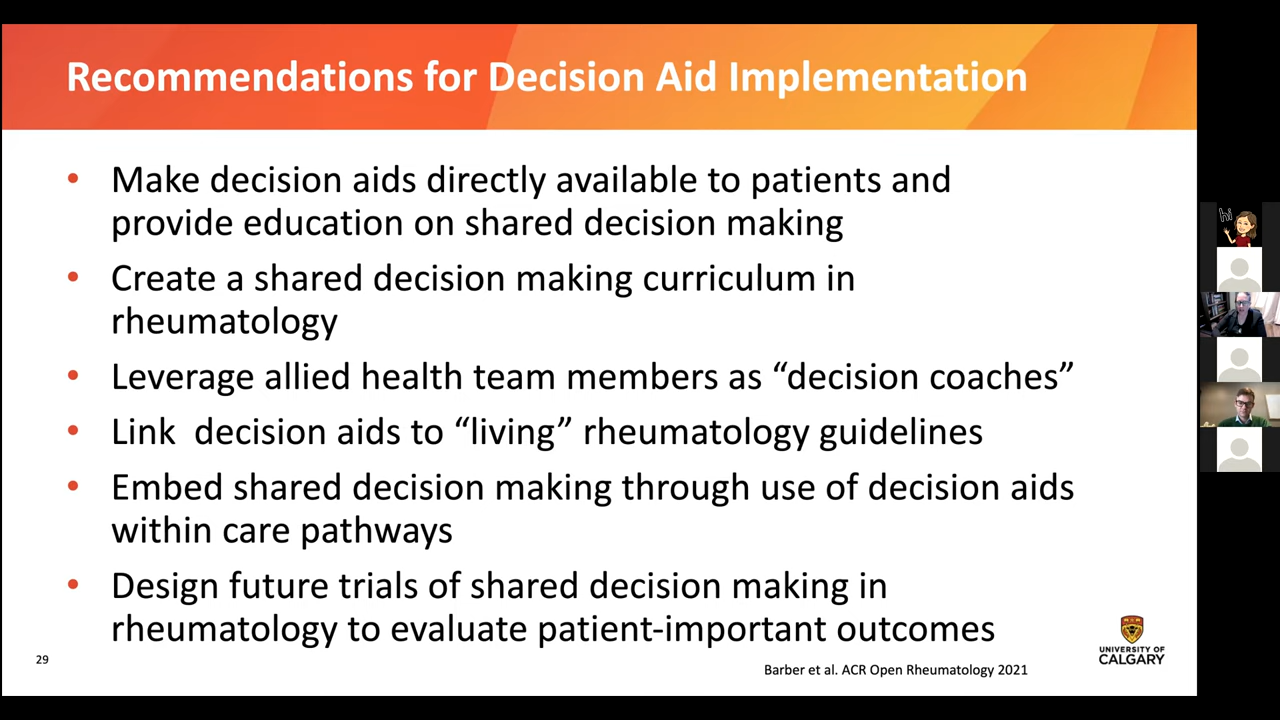 Recommendations for Decision Aid Implementation
• Make decision aids directly available to patients and
provide education on shared decision making
• Create a shared decision making curriculum in
rheumatology
• Leverage allied health team members as “decision coaches”
• Link  decision aids to “living” rheumatology guidelines
• Embed shared decision making through use of decision aids
within care pathways
• Design future trials of shared decision making in
rheumatology to evaluate patient-important outcomes
29
Barber et al. ACR Open Rheumatology 2021
UNIVERSITY OF
CALGARY
hi